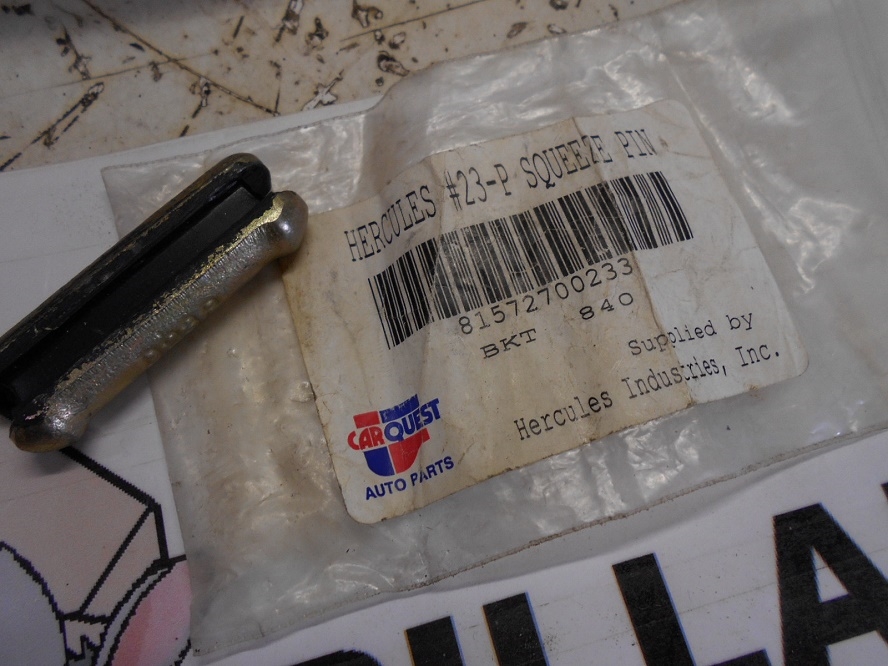 HERCULES #23-P SQUEEZE PIN
81572700233
BKT 840
Supplied by
Hercules Industries, Inc.
CARQUEST
AUTO PARTS